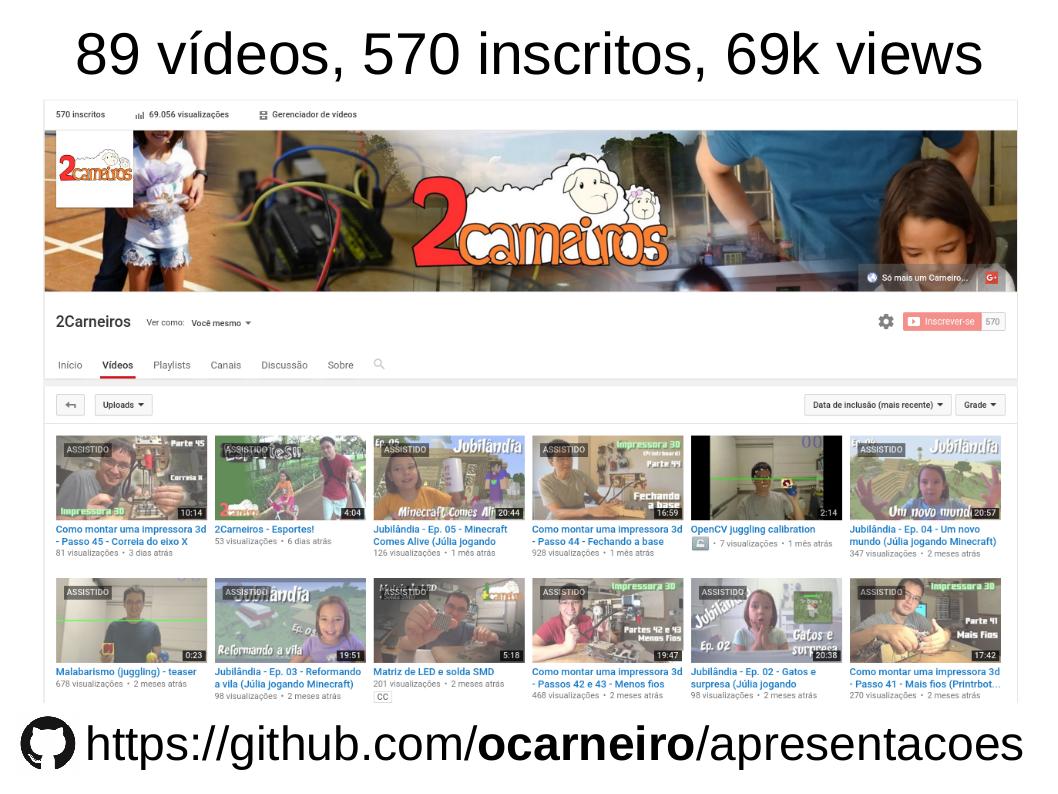 89 vídeos, 570 inscritos, 69k views
570 inscritos 69.056 visualizações Gerenciador de vídeos
2carneiros
2carneiros
Só mais um Carneiro...
G+
2Carneiros Ver como: Você mesmo Inscrever-se 570
Início Vídeos Playlists Canais Discussão Sobre
Uploads Data de inclusão (mais recente) Grade
ASSISTIDO Parte 45 Correia X 10:14
ASSISTIDO Esportes!! 2carneiros 4:04
ASSISTIDO Ep. 05 Jubilândia Minecraft Comes Alive 20:44
ASSISTIDO Impressora 3D (Printrboard) Parte 44 Fechando a base 16:59
2:14
ASSISTIDO Jubilândia Um novo mundo 20:57
Como montar uma impressora 3d
- Passo 45 - Correia do eixo X
81 visualizações • 3 dias atrás
2Carneiros - Esportes!
53 visualizações • 6 dias atrás
Jubilândia - Ep. 05 - Minecraft
Comes Alive (Júlia jogando
126 visualizações • 1 mês atrás
Como montar uma impressora 3d
- Passo 44 - Fechando a base
928 visualizações • 1 mês atrás
OpenCV juggling calibration
• 7 visualizações • 1 mês atrás
Jubilândia - Ep. 04 - Um novo
mundo (Júlia jogando Minecraft)
347 visualizações • 2 meses atrás
ASSISTIDO 0:23
ASSISTIDO Jubilândia Ep. 03 Reformando a vila 19:51
ASSISTIDO 2carneiros 5:18
ASSISTIDO Impressora 3D Partes 42 e 43 Menos fios 19:47
ASSISTIDO Jubilândia Ep. 02 Gatos e surpresa 20:38
ASSISTIDO Impressora 3D Parte 41 Mais fios 17:42
Malabarismo (juggling) - teaser
678 visualizações • 2 meses atrás
Jubilândia - Ep. 03 - Reformando
a vila (Júlia jogando Minecraft)
98 visualizações • 2 meses atrás
Matriz de LED e solda SMD
201 visualizações • 2 meses atrás
CC
Como montar uma impressora 3d
- Passos 42 e 43 - Menos fios
468 visualizações • 2 meses atrás
Jubilândia - Ep. 02 - Gatos e
surpresa (Júlia jogando
98 visualizações • 2 meses atrás
Como montar uma impressora 3d
- Passo 41 - Mais fios (Printrbot...
270 visualizações • 2 meses atrás
https://github.com/ocarneiro/apresentacoes